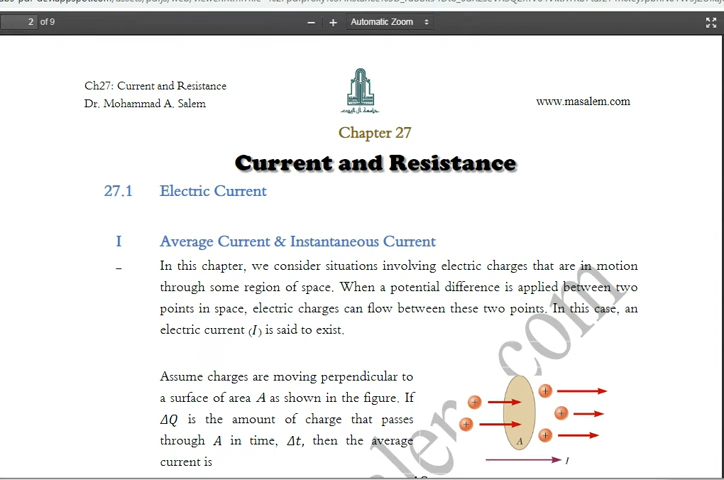 2 of 9
Automatic Zoom
Ch27: Current and Resistance
Dr. Mohammad A. Salem
www.masalem.com
Chapter 27
Current and Resistance
27.1 Electric Current
I Average Current & Instantaneous Current
– In this chapter, we consider situations involving electric charges that are in motion
through some region of space. When a potential difference is applied between two
points in space, electric charges can flow between these two points. In this case, an
electric current (I) is said to exist.
Assume charges are moving perpendicular to
a surface of area A as shown in the figure. If
ΔQ is the amount of charge that passes
through A in time, Δt, then the average
current is
A
I